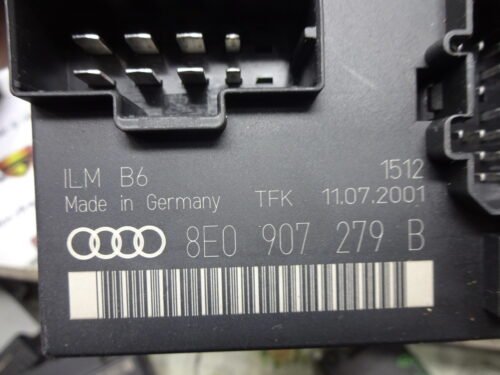 ILM B6 1512
Made in Germany TFK 11.07.2001
8E0 907 279 B